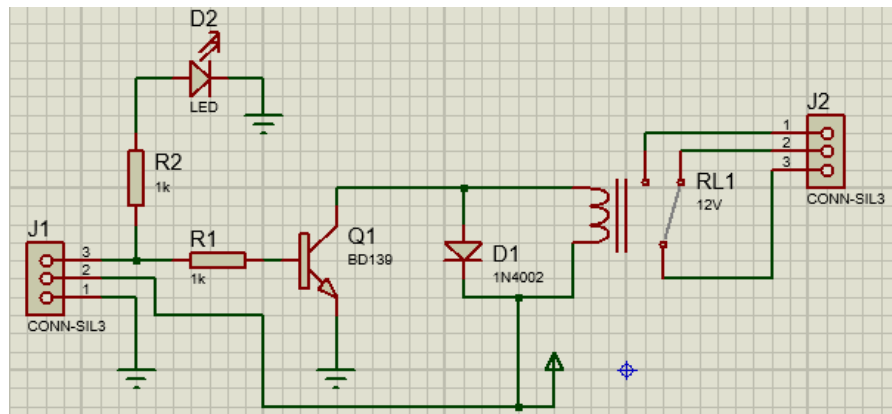 D2
LED
J2
1
2
3
CONN-SIL3
R2
1k
RL1
12V
J1
3
2
1
CONN-SIL3
R1
1k
Q1
BD139
D1
1N4002